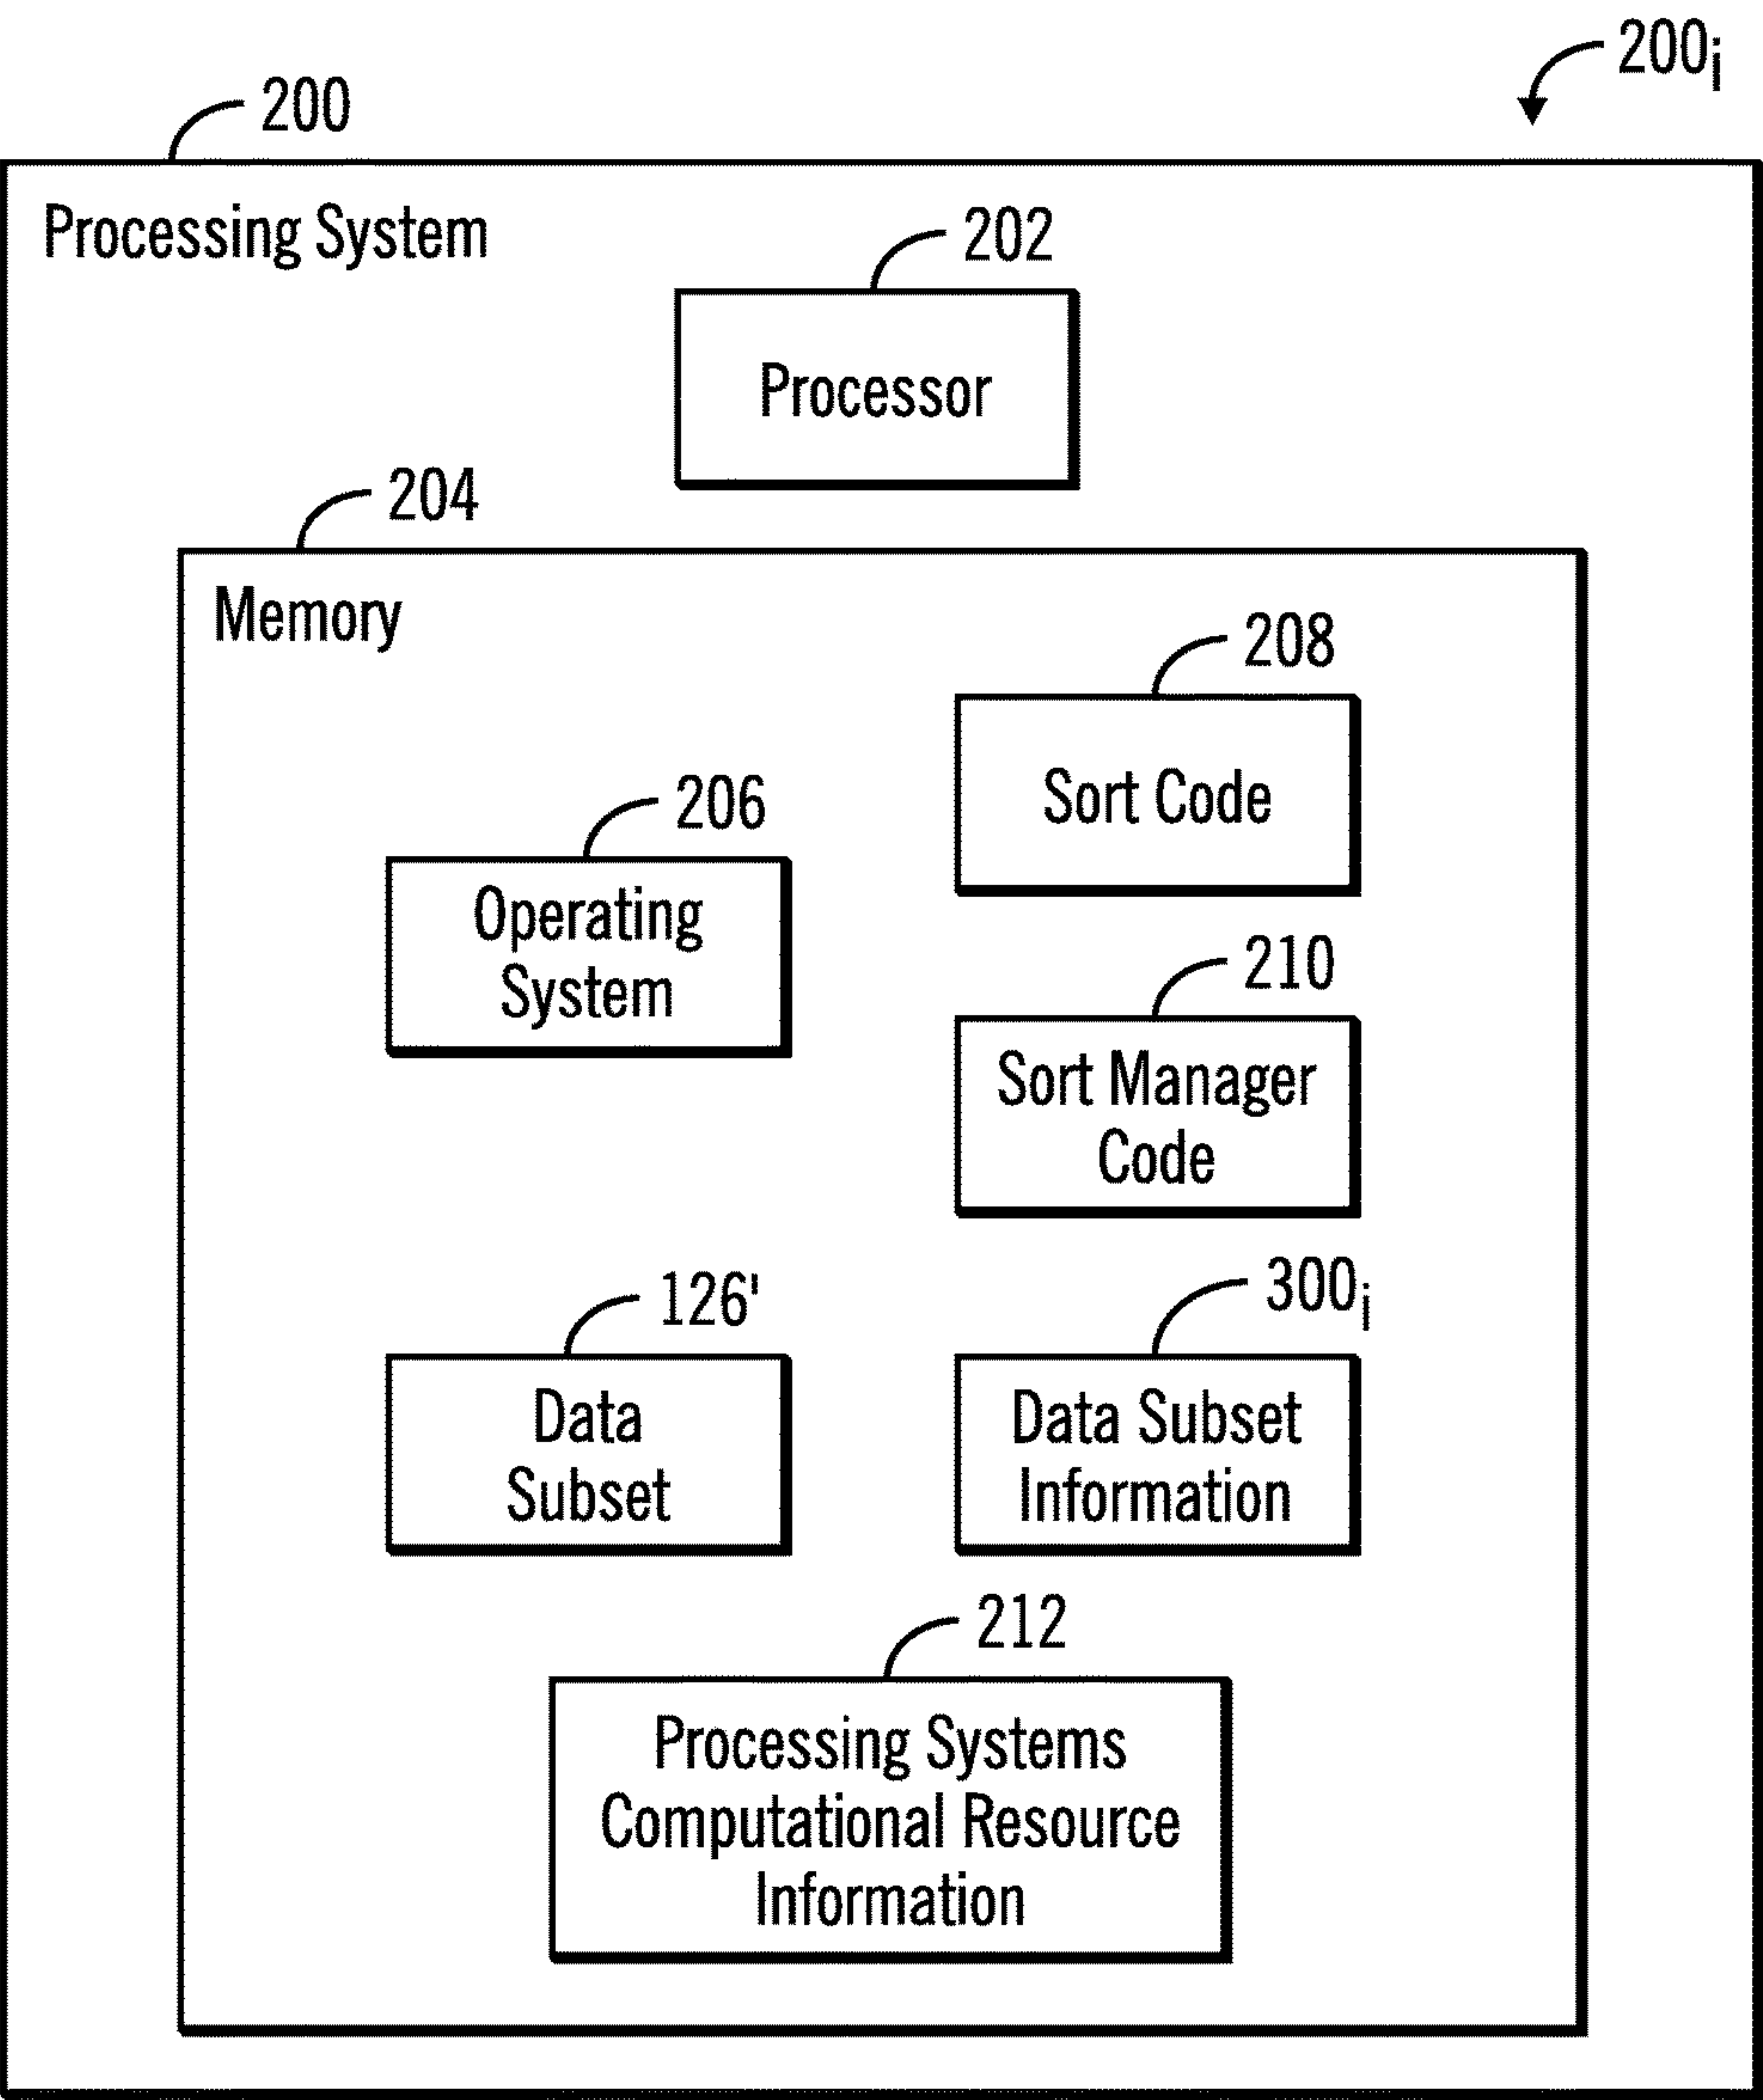 200i
200
Processing System
202
Processor
204
Memory
208
Sort Code
206
Operating
System
210
Sort Manager
Code
126'
Data
Subset
300i
Data Subset
Information
212
Processing Systems
Computational Resource
Information